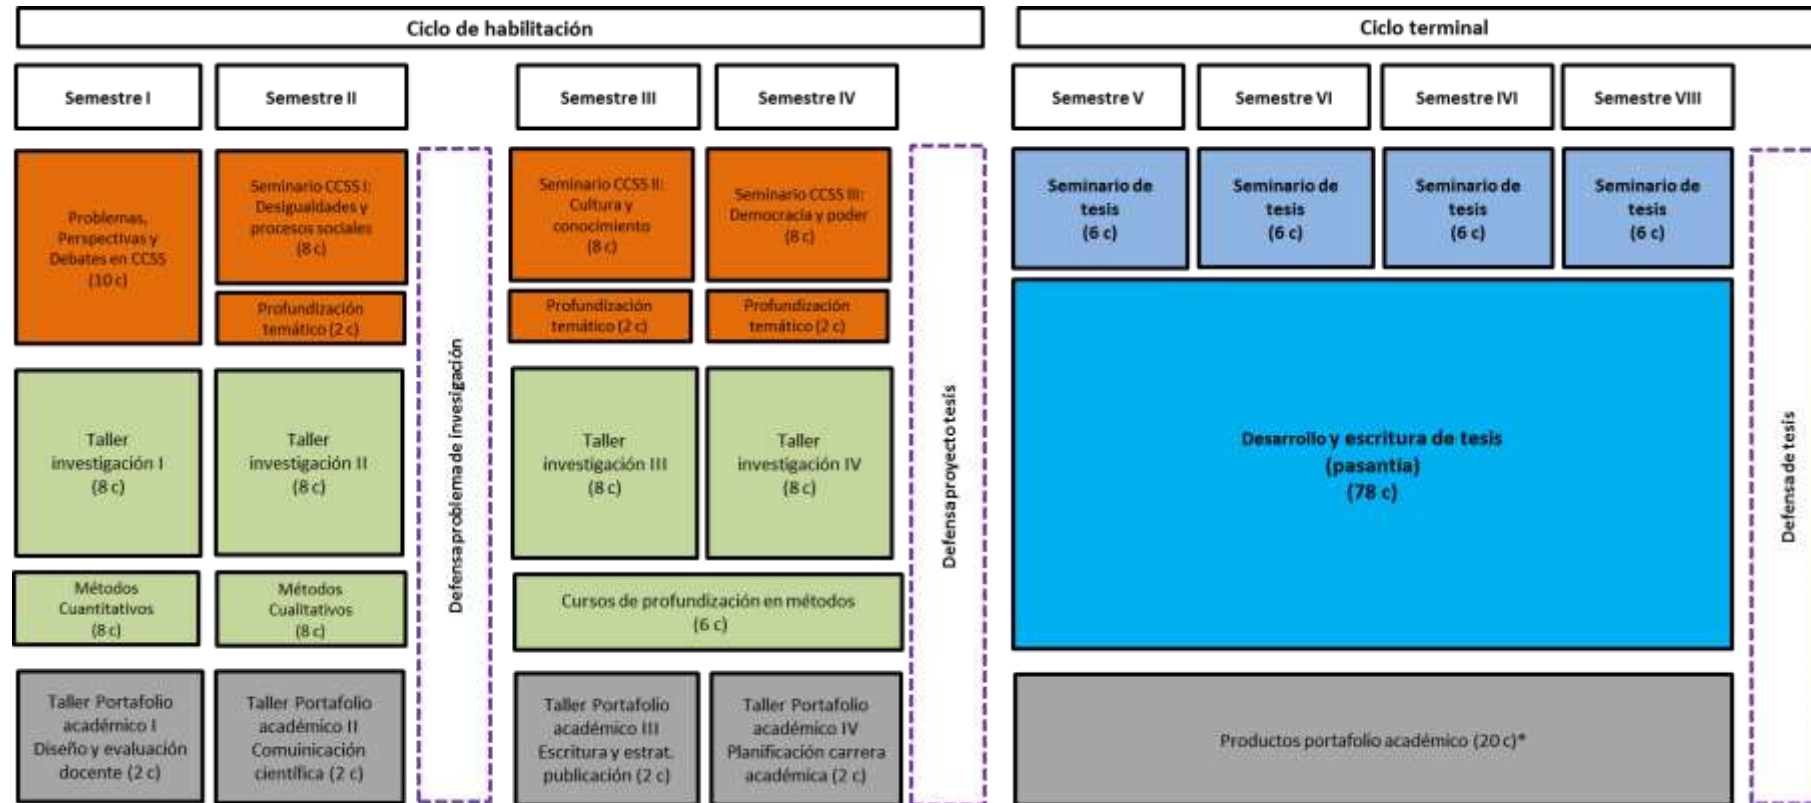 Ciclo de habilitación
Ciclo terminal
Semestre I
Semestre II
Semestre III
Semestre IV
Semestre V
Semestre VI
Semestre IVI
Semestre VIII
Problemas,
Perspectivas y
Debates en CCSS
(10 c)
Seminario CCSS I:
Desigualdades y
procesos sociales
(8 c)
Profundización
temático (2 c)
Seminario CCSS II:
Cultura y
conocimiento
(8 c)
Profundización
temático (2 c)
Seminario CCSS III:
Democracia y poder
(8 c)
Profundización
temático (2 c)
Seminario de
tesis
(6 c)
Seminario de
tesis
(6 c)
Seminario de
tesis
(6 c)
Seminario de
tesis
(6 c)
Taller
investigación I
(8 c)
Taller
investigación II
(8 c)
Taller
investigación III
(8 c)
Taller
investigación IV
(8 c)
Desarrollo y escritura de tesis
(pasantía)
(78 c)
Métodos
Cuantitativos
(8 c)
Métodos
Cualitativos
(8 c)
Cursos de profundización en métodos
(6 c)
Taller Portafolio
académico I
Diseño y evaluación
docente (2 c)
Taller Portafolio
académico II
Comuinicación
científica (2 c)
Taller Portafolio
académico III
Escritura y estrat.
publicación (2 c)
Taller Portafolio
académico IV
Planificación carrera
académica (2 c)
Productos portafolio académico (20 c)*
Defensa problema de invesigación
Defensa proyecto tesis
Defensa de tesis